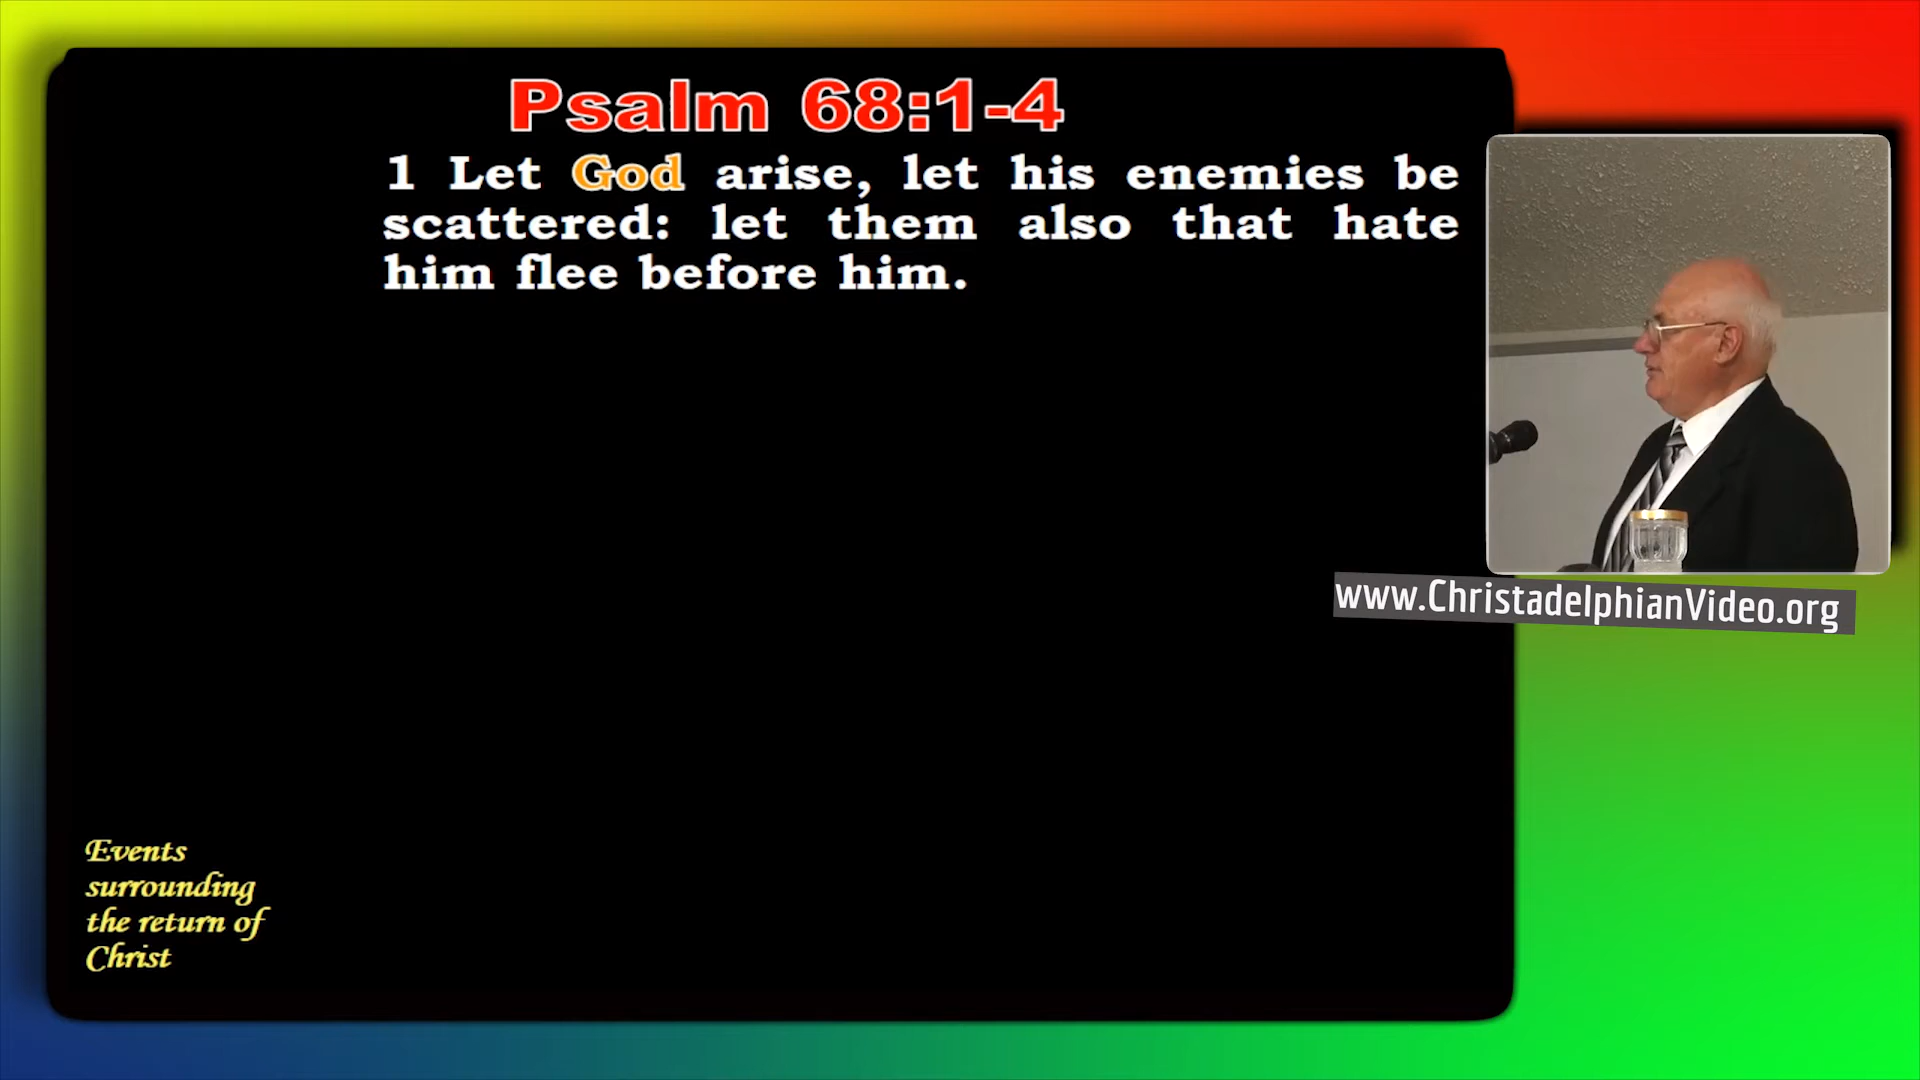 Psalm 68:1-4
1 Let God arise, let his enemies be
scattered: let them also that hate
him flee before him.
www.ChristadelphianVideo.org
Events
surrounding
the return of
Christ